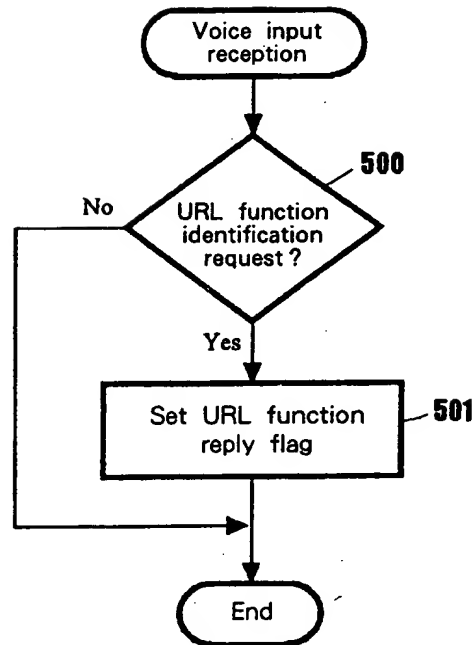 Voice input
reception
500
No
URL function
identification
request?
Yes
Set URL function
reply flag
501
End